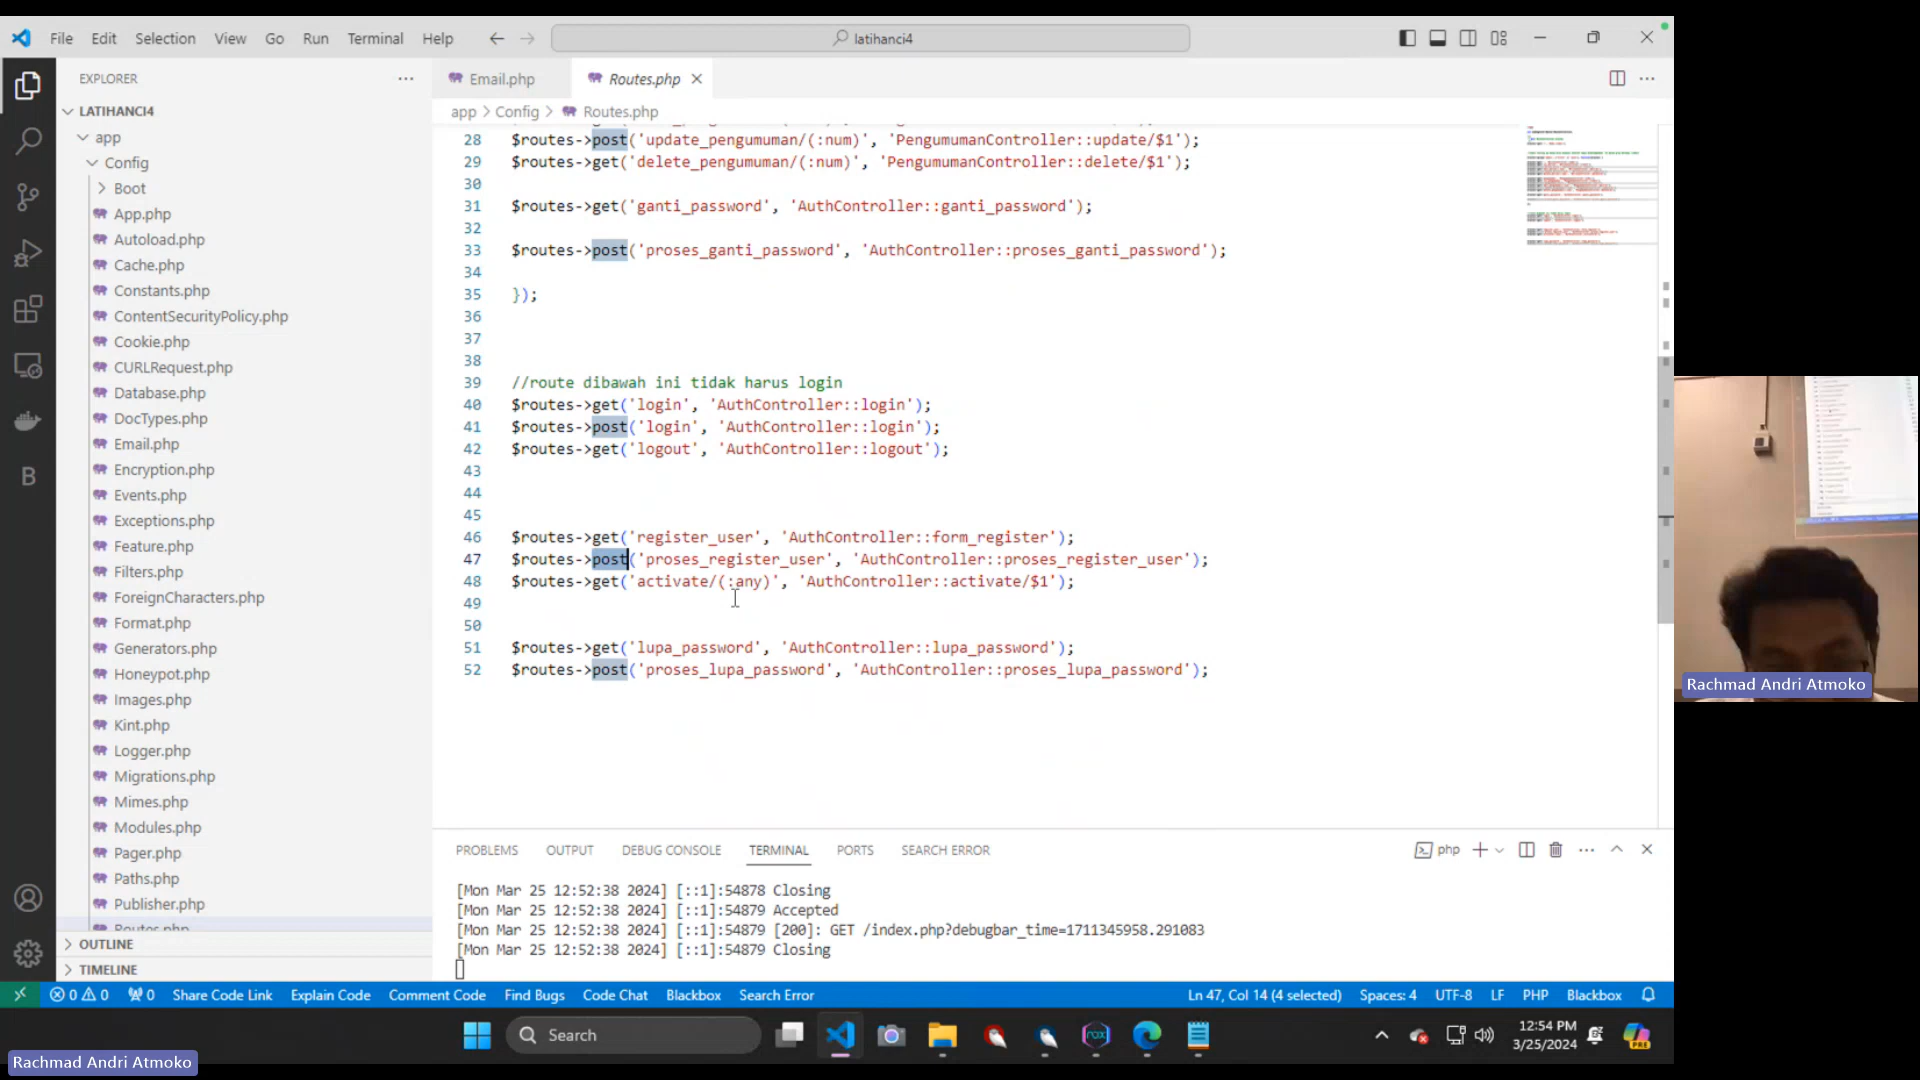 File Edit Selection View Go Run Terminal Help
latihanci4
EXPLORER
Email.php
Routes.php
LATIHANCI4
app > Config > Routes.php
app
Config
Boot
App.php
Autoload.php
Cache.php
Constants.php
ContentSecurityPolicy.php
Cookie.php
CURLRequest.php
Database.php
DocTypes.php
Email.php
Encryption.php
Events.php
Exceptions.php
Feature.php
Filters.php
ForeignCharacters.php
Format.php
Generators.php
Honeypot.php
Images.php
Kint.php
Logger.php
Migrations.php
Mimes.php
Modules.php
Pager.php
Paths.php
Publisher.php
Routes.php
OUTLINE
TIMELINE
28 $routes->post('update_pengumuman/(:num)', 'PengumumanController::update/$1');
29 $routes->get('delete_pengumuman/(:num)', 'PengumumanController::delete/$1');
30
31 $routes->get('ganti_password', 'AuthController::ganti_password');
32
33 $routes->post('proses_ganti_password', 'AuthController::proses_ganti_password');
34
35 });
36
37
38
39 //route dibawah ini tidak harus login
40 $routes->get('login', 'AuthController::login');
41 $routes->post('login', 'AuthController::login');
42 $routes->get('logout', 'AuthController::logout');
43
44
45
46 $routes->get('register_user', 'AuthController::form_register');
47 $routes->post('proses_register_user', 'AuthController::proses_register_user');
48 $routes->get('activate/(:any)', 'AuthController::activate/$1');
49
50
51 $routes->get('lupa_password', 'AuthController::lupa_password');
52 $routes->post('proses_lupa_password', 'AuthController::proses_lupa_password');
PROBLEMS OUTPUT DEBUG CONSOLE TERMINAL PORTS SEARCH ERROR
php
[Mon Mar 25 12:52:38 2024] [::1]:54878 Closing
[Mon Mar 25 12:52:38 2024] [::1]:54879 Accepted
[Mon Mar 25 12:52:38 2024] [::1]:54879 [200]: GET /index.php?debugbar_time=1711345958.291083
[Mon Mar 25 12:52:38 2024] [::1]:54879 Closing
0 0 0 Share Code Link Explain Code Comment Code Find Bugs Code Chat Blackbox Search Error
Ln 47, Col 14 (4 selected) Spaces: 4 UTF-8 LF PHP Blackbox
Search
12:54 PM
3/25/2024
PRE
Rachmad Andri Atmoko
Rachmad Andri Atmoko